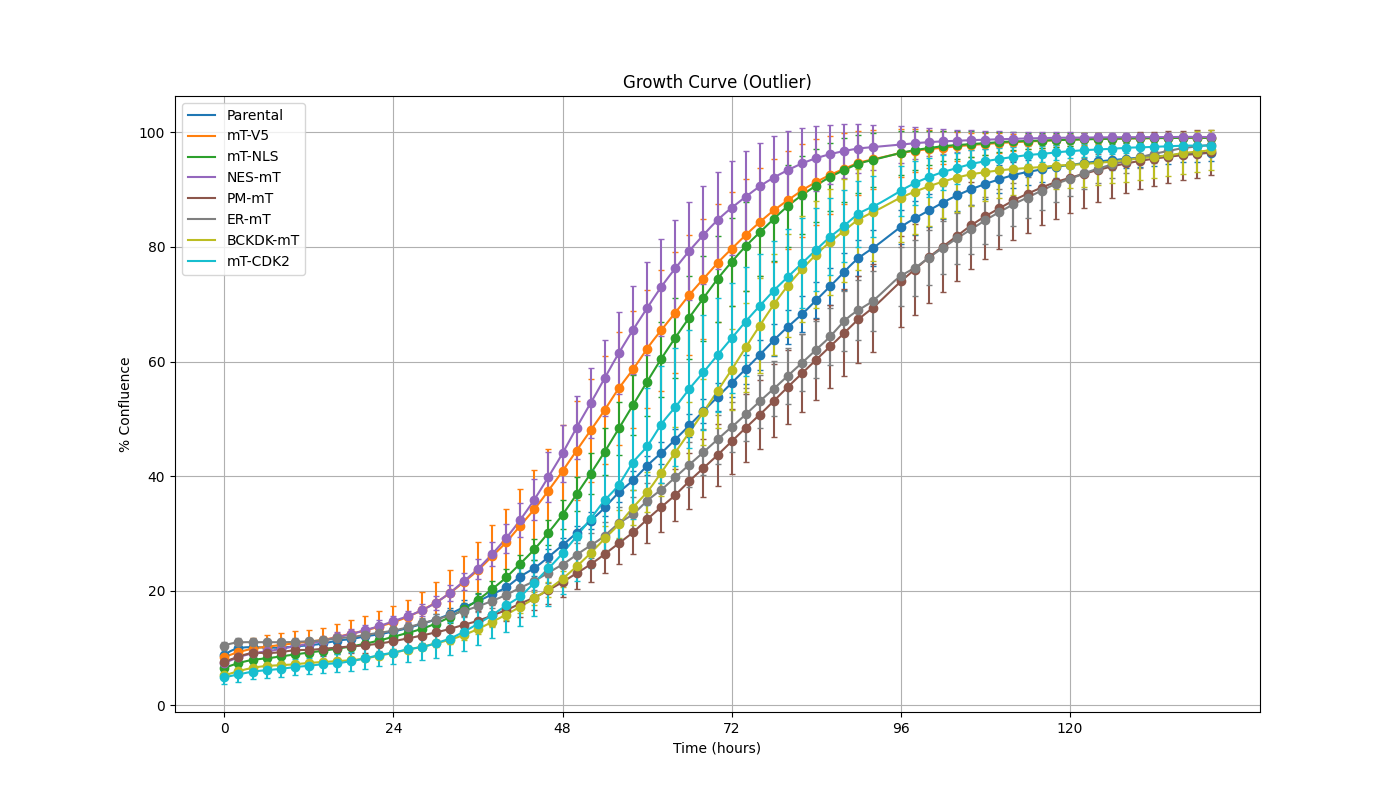 Growth Curve (Outlier)
Parental
mT-V5
mT-NLS
NES-mT
PM-mT
ER-mT
BCKDK-mT
mT-CDK2
100
80
60
40
20
0
% Confluence
0 24 48 72 96 120
Time (hours)